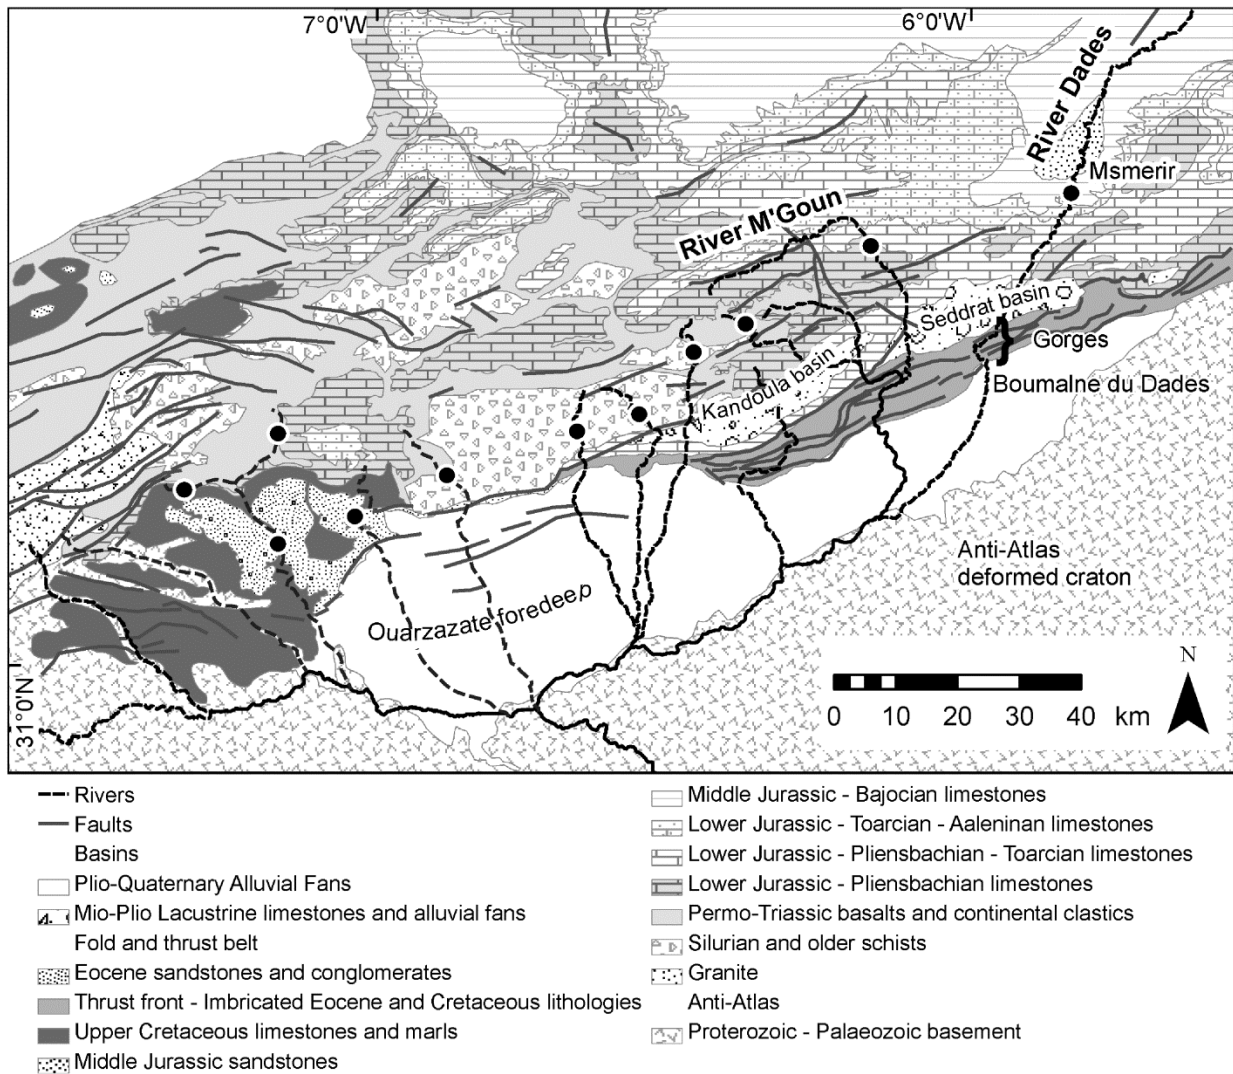 7°0'W
6°0'W
River Dades
Msmerir
River M'Goun
Seddrat basin
Gorges
Kandoula basin
Boumalne du Dades
Anti-Atlas
deformed craton
Ouarzazate foredeep
N
31°0'N
0 10 20 30 40 km
Rivers
Faults
Basins
Plio-Quaternary Alluvial Fans
Mio-Plio Lacustrine limestones and alluvial fans
Fold and thrust belt
Eocene sandstones and conglomerates
Thrust front - Imbricated Eocene and Cretaceous lithologies
Upper Cretaceous limestones and marls
Middle Jurassic sandstones
Middle Jurassic - Bajocian limestones
Lower Jurassic - Toarcian - Aaleninan limestones
Lower Jurassic - Pliensbachian - Toarcian limestones
Lower Jurassic - Pliensbachian limestones
Permo-Triassic basalts and continental clastics
Silurian and older schists
Granite
Anti-Atlas
Proterozoic - Palaeozoic basement